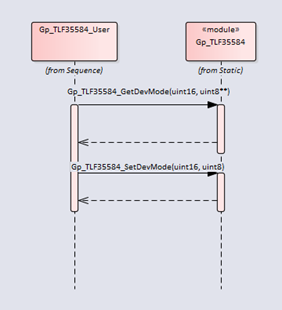 Gp_TLF35584_User
(from Sequence)
«module»
Gp_TLF35584
(from Static)
Gp_TLF35584_GetDevMode(uint16, uint8**)
Gp_TLF35584_SetDevMode(uint16, uint8)